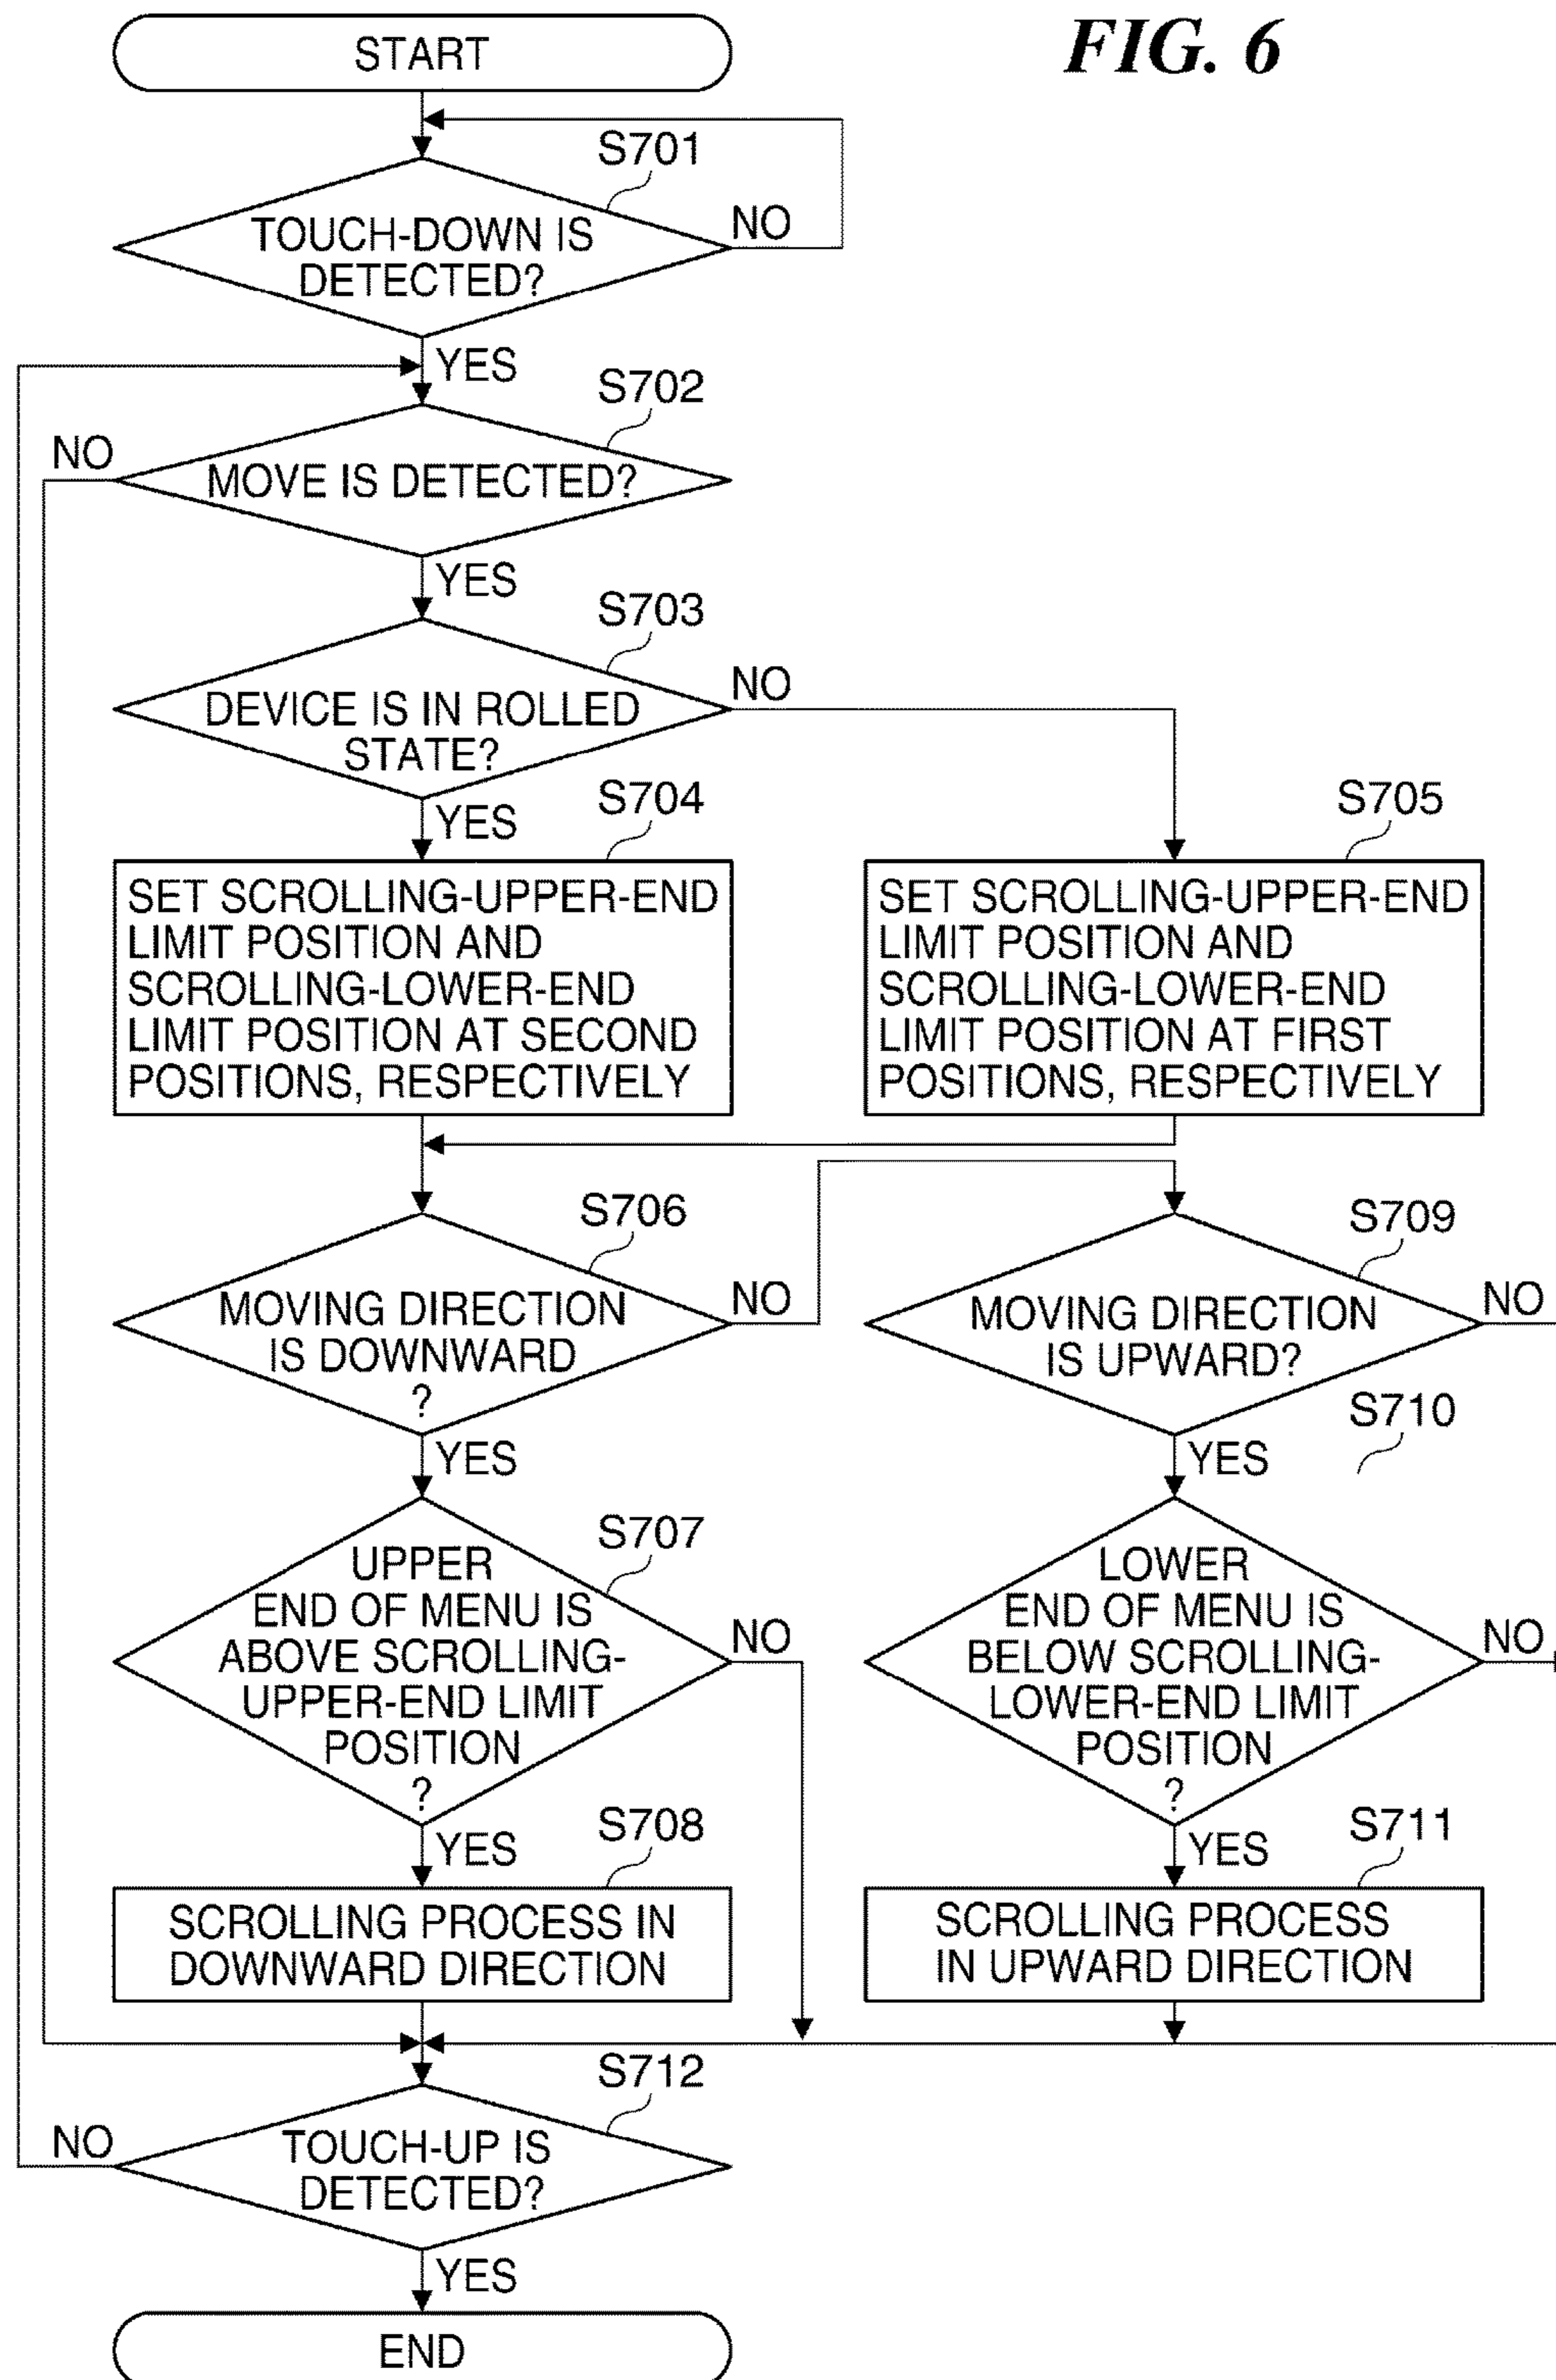 FIG. 6
START
S701
TOUCH-DOWN IS
DETECTED?
NO
YES
S702
NO
MOVE IS DETECTED?
YES
S703
DEVICE IS IN ROLLED
STATE?
NO
YES
S704
SET SCROLLING-UPPER-END
LIMIT POSITION AND
SCROLLING-LOWER-END
LIMIT POSITION AT SECOND
POSITIONS, RESPECTIVELY
S705
SET SCROLLING-UPPER-END
LIMIT POSITION AND
SCROLLING-LOWER-END
LIMIT POSITION AT FIRST
POSITIONS, RESPECTIVELY
S706
MOVING DIRECTION
IS DOWNWARD
?
NO
YES
S709
MOVING DIRECTION
IS UPWARD?
NO
YES
S707
UPPER
END OF MENU IS
ABOVE SCROLLING-
UPPER-END LIMIT
POSITION
?
NO
YES
S710
LOWER
END OF MENU IS
BELOW SCROLLING-
LOWER-END LIMIT
POSITION
?
NO
YES
S708
SCROLLING PROCESS IN
DOWNWARD DIRECTION
S711
SCROLLING PROCESS
IN UPWARD DIRECTION
S712
NO
TOUCH-UP IS
DETECTED?
YES
END